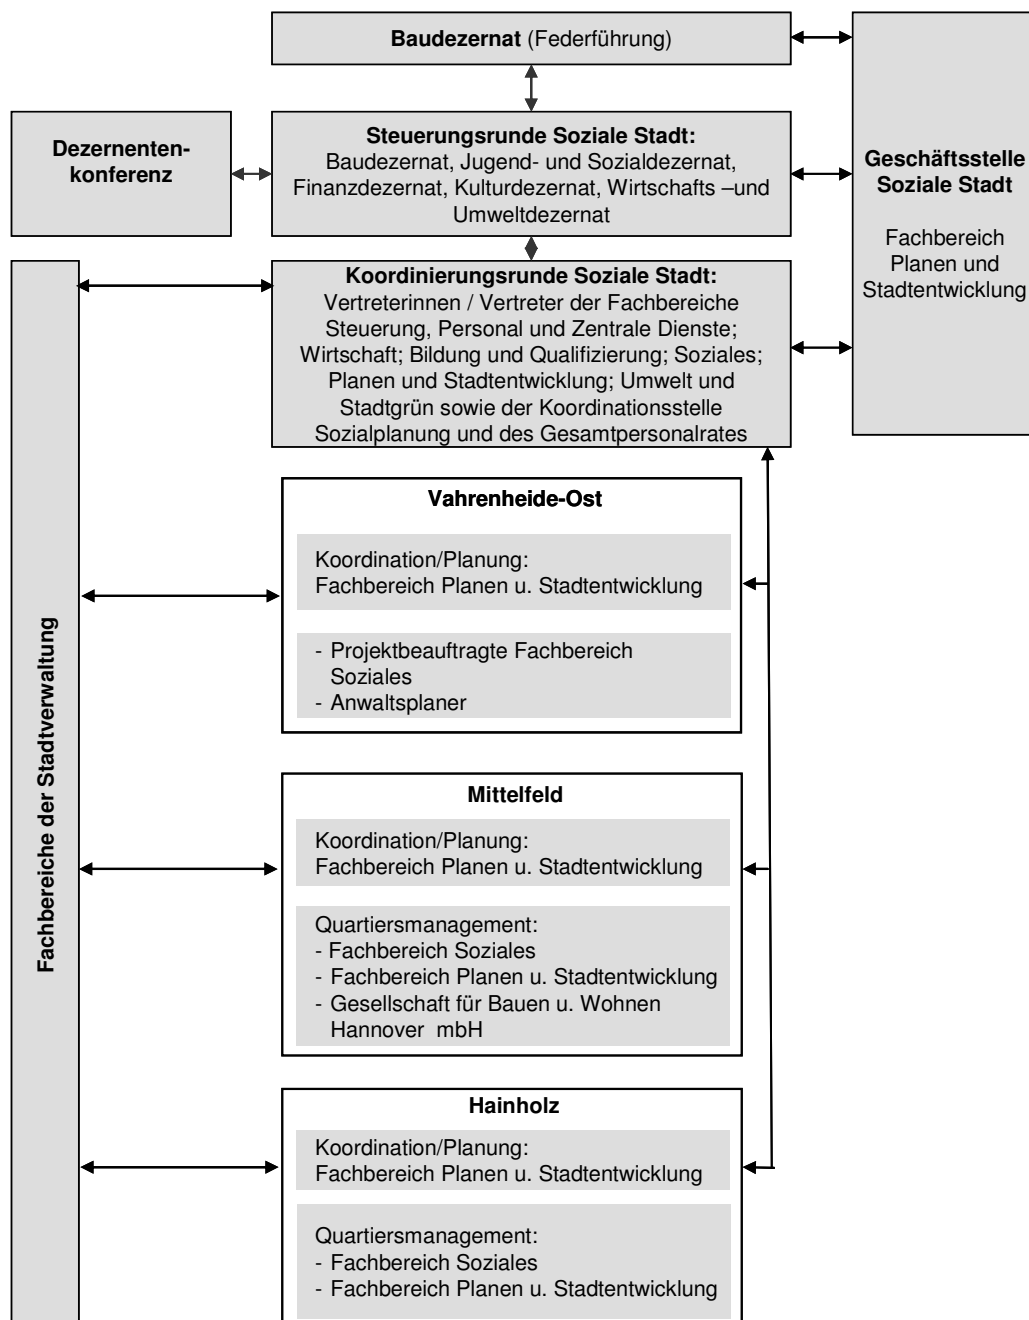 Baudezernat (Federführung)
Dezernenten-
konferenz
Steuerungsrunde Soziale Stadt:
Baudezernat, Jugend- und Sozialdezernat,
Finanzdezernat, Kulturdezernat, Wirtschafts –und
Umweltdezernat
Geschäftsstelle
Soziale Stadt
Fachbereich
Planen und
Stadtentwicklung
Koordinierungsrunde Soziale Stadt:
Vertreterinnen / Vertreter der Fachbereiche
Steuerung, Personal und Zentrale Dienste;
Wirtschaft; Bildung und Qualifizierung; Soziales;
Planen und Stadtentwicklung; Umwelt und
Stadtgrün sowie der Koordinationsstelle
Sozialplanung und des Gesamtpersonalrates
Fachbereiche der Stadtverwaltung
Vahrenheide-Ost
Koordination/Planung:
Fachbereich Planen u. Stadtentwicklung
- Projektbeauftragte Fachbereich
Soziales
- Anwaltsplaner
Mittelfeld
Koordination/Planung:
Fachbereich Planen u. Stadtentwicklung
Quartiersmanagement:
- Fachbereich Soziales
- Fachbereich Planen u. Stadtentwicklung
- Gesellschaft für Bauen u. Wohnen
Hannover mbH
Hainholz
Koordination/Planung:
Fachbereich Planen u. Stadtentwicklung
Quartiersmanagement:
- Fachbereich Soziales
- Fachbereich Planen u. Stadtentwicklung